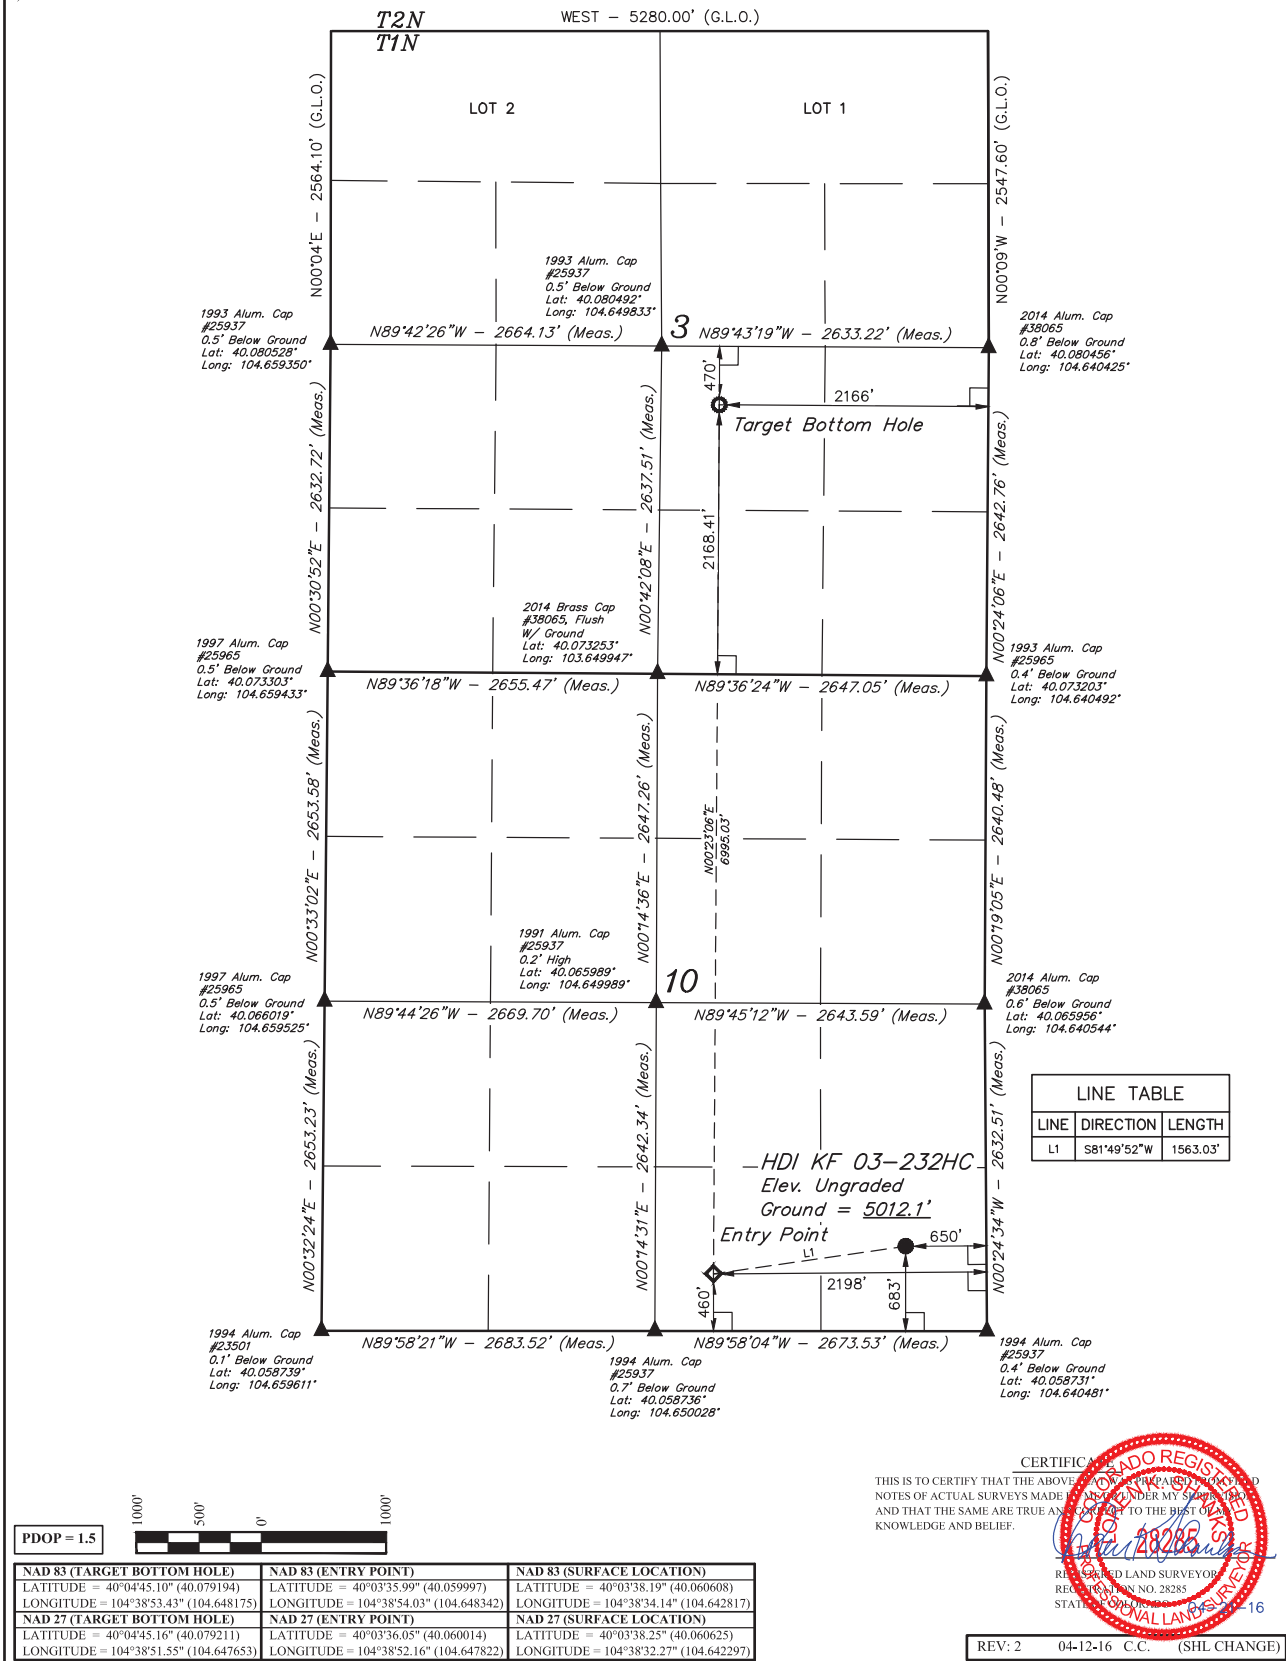 T2N
T1N
WEST – 5280.00' (G.L.O.)
LOT 2
LOT 1
N00°04'E – 2564.10' (G.L.O.)
N00°09'W – 2547.60' (G.L.O.)
1993 Alum. Cap
#25937
0.5' Below Ground
Lat: 40.080492°
Long: 104.649833°
1993 Alum. Cap
#25937
0.5' Below Ground
Lat: 40.080528°
Long: 104.659350°
2014 Alum. Cap
#38065
0.8' Below Ground
Lat: 40.080456°
Long: 104.640425°
N89°42'26"W – 2664.13' (Meas.)
3
N89°43'19"W – 2633.22' (Meas.)
470'
2166'
Target Bottom Hole
N00°30'52"E – 2632.72' (Meas.)
N00°42'08"E – 2637.51' (Meas.)
2168.41'
N00°24'06"E – 2642.76' (Meas.)
2014 Brass Cap
#38065, Flush
W/ Ground
Lat: 40.073253°
Long: 103.649947°
1997 Alum. Cap
#25965
0.5' Below Ground
Lat: 40.073303°
Long: 104.659433°
1993 Alum. Cap
#25965
0.4' Below Ground
Lat: 40.073203°
Long: 104.640492°
N89°36'18"W – 2655.47' (Meas.)
N89°36'24"W – 2647.05' (Meas.)
N00°33'02"E – 2653.58' (Meas.)
N00°14'36"E – 2647.26' (Meas.)
N00°23'06"E
6995.03'
N00°19'05"E – 2640.48' (Meas.)
1991 Alum. Cap
#25937
0.2' High
Lat: 40.065989°
Long: 104.649989°
1997 Alum. Cap
#25965
0.5' Below Ground
Lat: 40.066019°
Long: 104.659525°
10
2014 Alum. Cap
#38065
0.6' Below Ground
Lat: 40.065956°
Long: 104.640544°
N89°44'26"W – 2669.70' (Meas.)
N89°45'12"W – 2643.59' (Meas.)
N00°32'24"E – 2653.23' (Meas.)
N00°14'31"E – 2642.34' (Meas.)
N00°24'34"W – 2632.51' (Meas.)
LINE TABLE
LINE DIRECTION LENGTH
L1 S81°49'52"W 1563.03'
HDI KF 03–232HC
Elev. Ungraded
Ground = 5012.1'
Entry Point
L1
650'
2198'
460'
683'
N89°58'21"W – 2683.52' (Meas.)
N89°58'04"W – 2673.53' (Meas.)
1994 Alum. Cap
#23501
0.1' Below Ground
Lat: 40.058739°
Long: 104.659611°
1994 Alum. Cap
#25937
0.7' Below Ground
Lat: 40.058736°
Long: 104.650028°
1994 Alum. Cap
#25937
0.4' Below Ground
Lat: 40.058731°
Long: 104.640481°
THIS IS TO CERTIFY THAT THE ABOVE
NOTES OF ACTUAL SURVEYS MADE UNDER MY
AND THAT THE SAME ARE TRUE AND TO THE BEST OF MY
KNOWLEDGE AND BELIEF.
COLORADO REGISTERED
LOREN K. SHANKS
28285
PROFESSIONAL LAND SURVEYOR
REGISTERED LAND SURVEYOR
REGISTRATION NO. 28285
1000' 500' 0' 1000'
PDOP = 1.5
NAD 83 (TARGET BOTTOM HOLE) NAD 83 (ENTRY POINT) NAD 83 (SURFACE LOCATION)
LATITUDE = 40°04'45.10" (40.079194) LATITUDE = 40°03'35.99" (40.059997) LATITUDE = 40°03'38.19" (40.060608)
LONGITUDE = 104°38'53.43" (104.648175) LONGITUDE = 104°38'54.03" (104.648342) LONGITUDE = 104°38'34.14" (104.642817)
NAD 27 (TARGET BOTTOM HOLE) NAD 27 (ENTRY POINT) NAD 27 (SURFACE LOCATION)
LATITUDE = 40°04'45.16" (40.079211) LATITUDE = 40°03'36.05" (40.060014) LATITUDE = 40°03'38.25" (40.060625)
LONGITUDE = 104°38'51.55" (104.647653) LONGITUDE = 104°38'52.16" (104.647822) LONGITUDE = 104°38'32.27" (104.642297)
REV: 2 04-12-16 C.C. (SHL CHANGE)